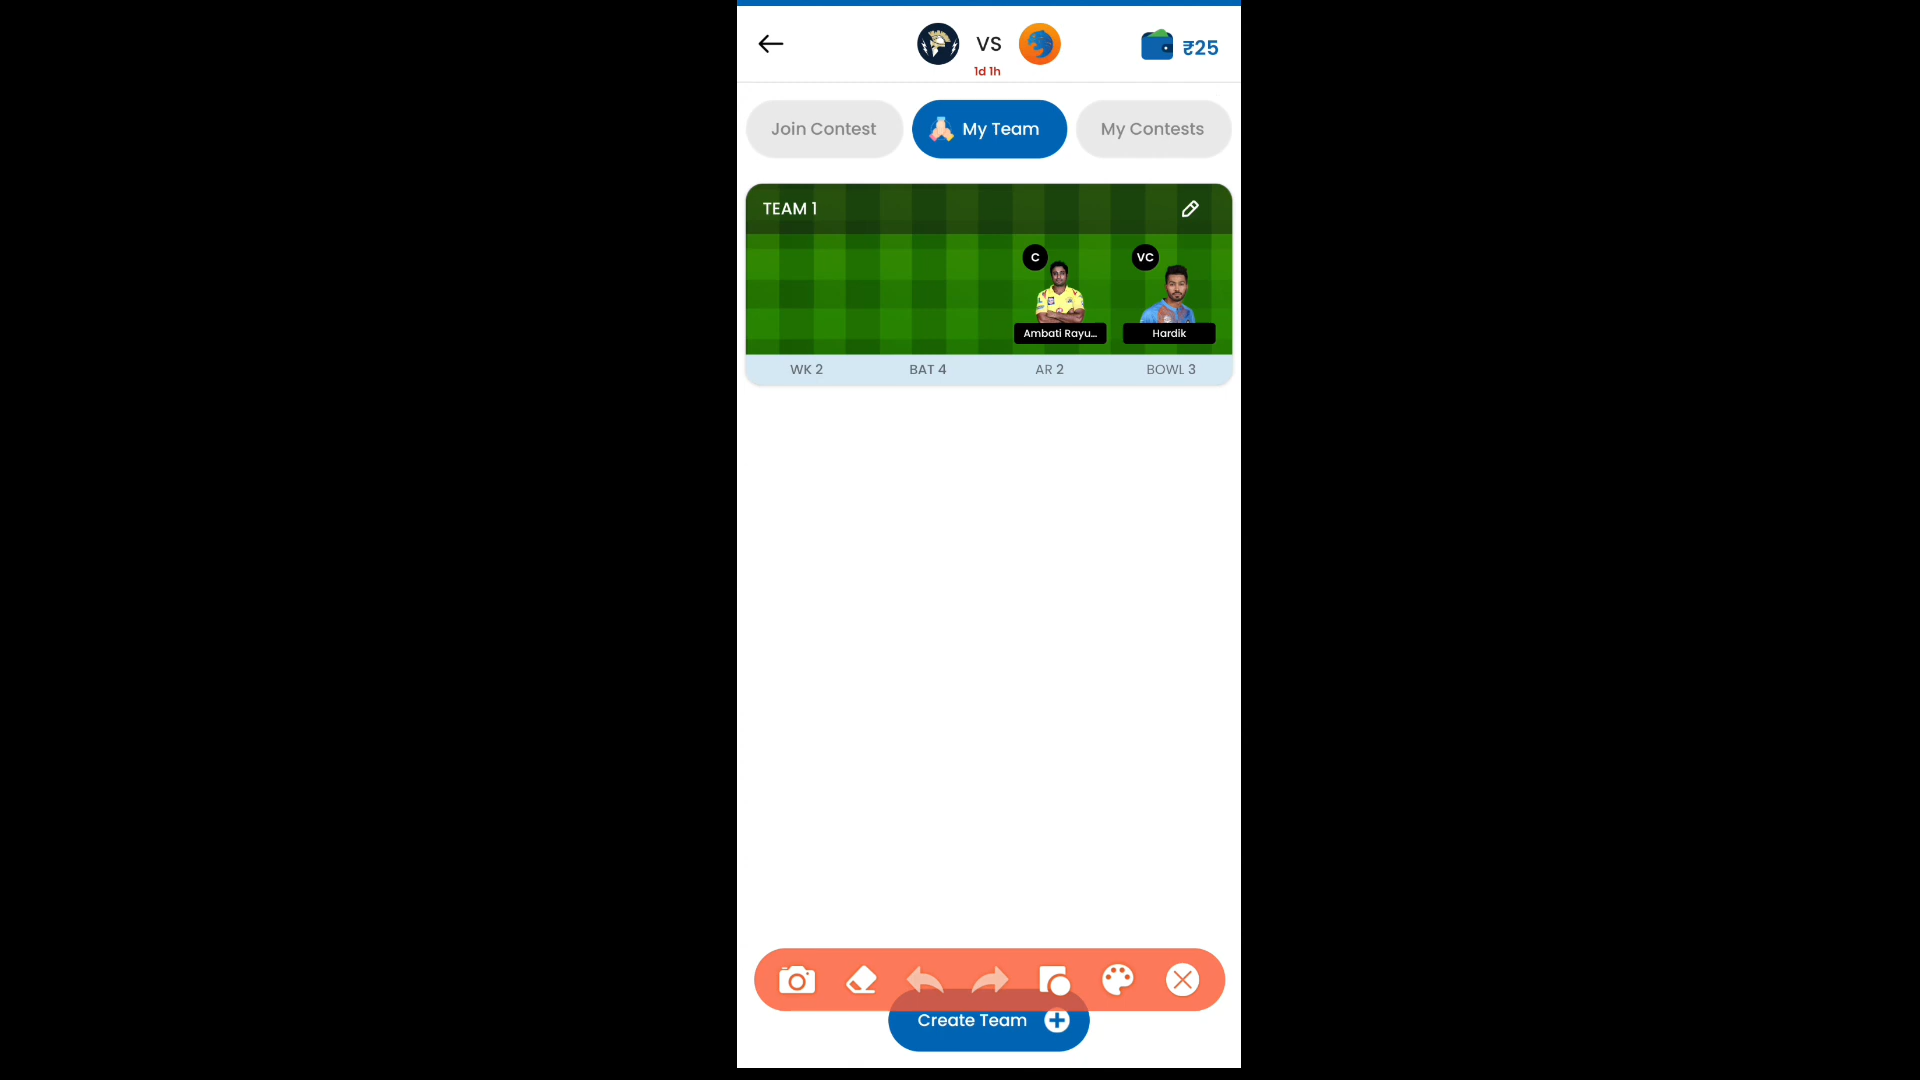 VS
1d 1h
₹25
Join Contest
My Team
My Contests
TEAM 1
C
VC
Ambati Rayu...
Hardik
WK 2
BAT 4
AR 2
BOWL 3
Create Team